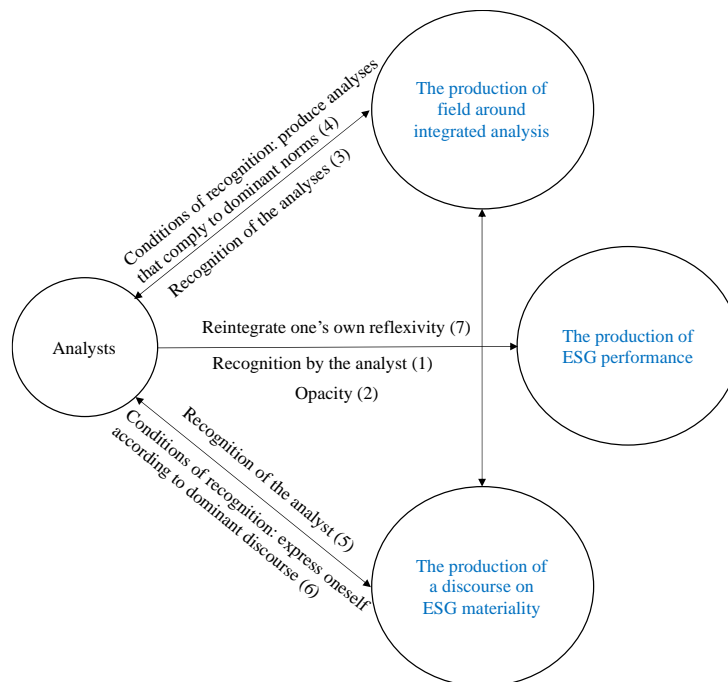 The production of
field around
integrated analysis
Conditions of recognition: produce analyses
that comply to dominant norms (4)
Recognition of the analyses (3)
Analysts
Reintegrate one’s own reflexivity (7)
Recognition by the analyst (1)
Opacity (2)
The production of
ESG performance
Recognition of the analyst (5)
Conditions of recognition: express oneself
according to dominant discourse (6)
The production of
a discourse on
ESG materiality